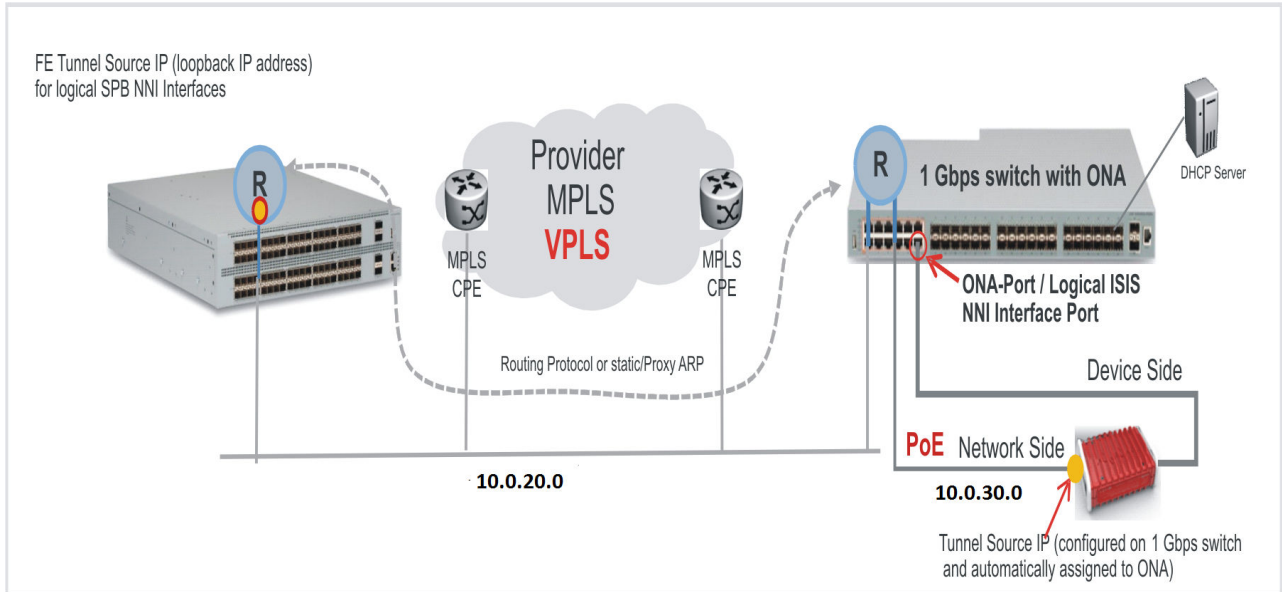 FE Tunnel Source IP (loopback IP address)
for logical SPB NNI Interfaces
R
Provider
MPLS
VPLS
MPLS
CPE
MPLS
CPE
R
1 Gbps switch with ONA
DHCP Server
ONA-Port / Logical ISIS
NNI Interface Port
Routing Protocol or static/Proxy ARP
Device Side
PoE Network Side
10.0.20.0
10.0.30.0
Tunnel Source IP (configured on 1 Gbps switch
and automatically assigned to ONA)